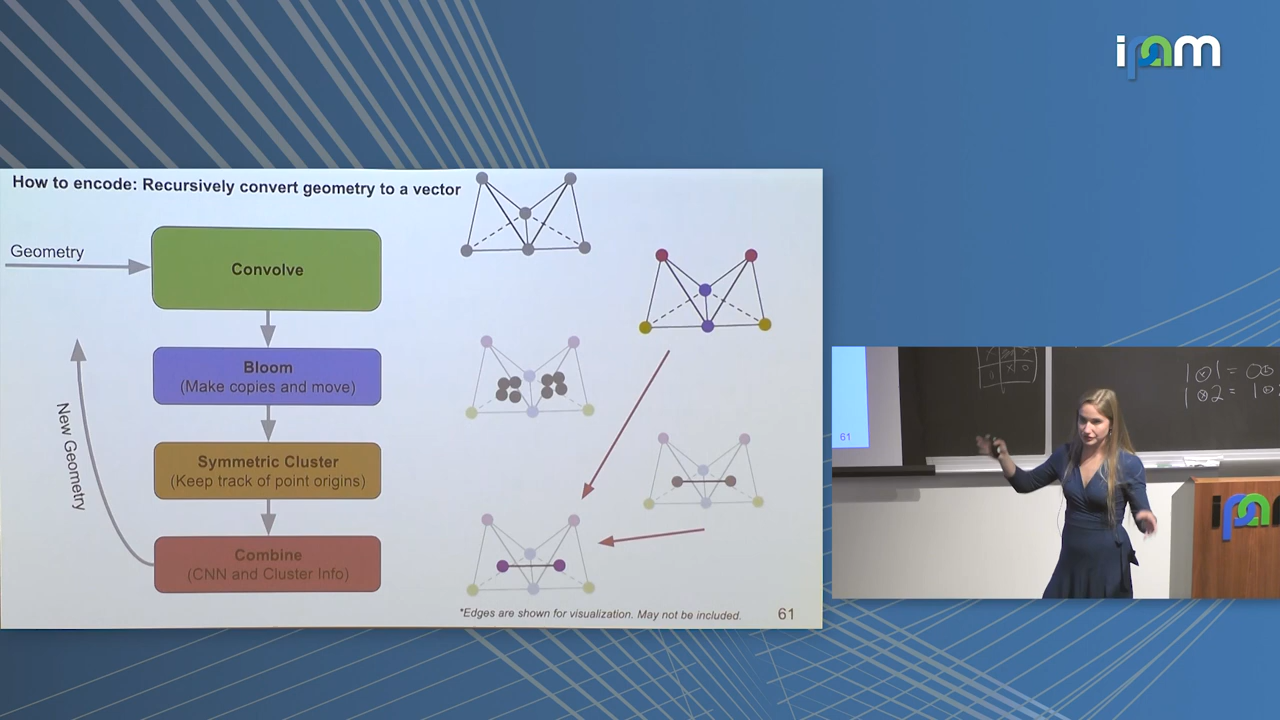 ipam
How to encode: Recursively convert geometry to a vector
Geometry
Convolve
Bloom
(Make copies and move)
New Geometry
Symmetric Cluster
(Keep track of point origins)
Combine
(CNN and Cluster Info)
*Edges are shown for visualization. May not be included.
61
61